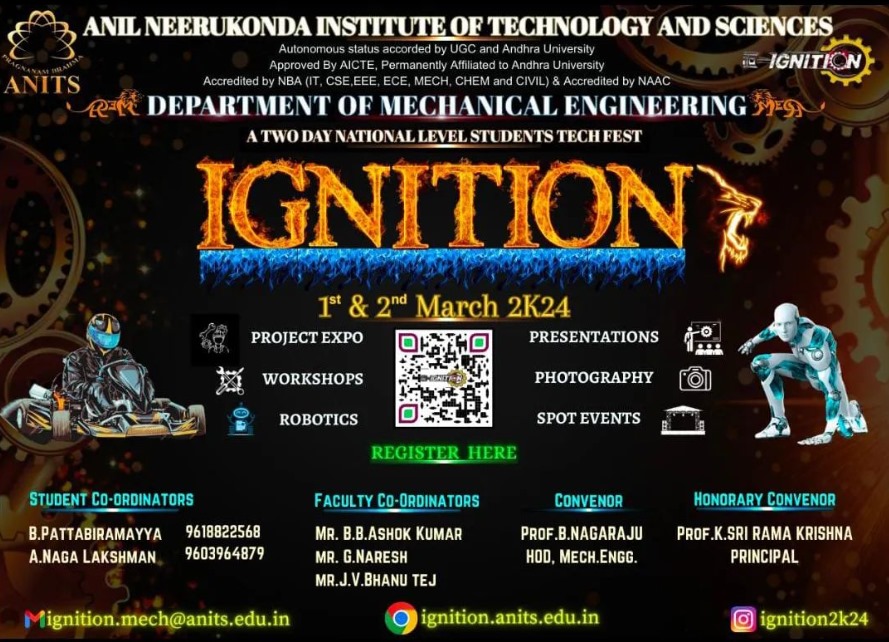 ANIL NEERUKONDA INSTITUTE OF TECHNOLOGY AND SCIENCES
PRAGNANAM BRAHMA
ANITS
Autonomous status accorded by UGC and Andhra University
Approved By AICTE, Permanently Affiliated to Andhra University
Accredited by NBA (IT, CSE,EEE, ECE, MECH, CHEM and CIVIL) & Accredited by NAAC
IGNITION
DEPARTMENT OF MECHANICAL ENGINEERING
A TWO DAY NATIONAL LEVEL STUDENTS TECH FEST
IGNITION
1st & 2nd March 2K24
PROJECT EXPO
WORKSHOPS
ROBOTICS
IGNITION
PRESENTATIONS
PHOTOGRAPHY
SPOT EVENTS
REGISTER HERE
STUDENT CO-ORDINATORS
B.PATTABIRAMAYYA 9618822568
A.NAGA LAKSHMAN 9603964879
FACULTY CO-ORDINATORS
MR. B.B.ASHOK KUMAR
MR. G.NARESH
MR.J.V.BHANU TEJ
CONVENOR
PROF.B.NAGARAJU
HOD, MECH.ENGG.
HONORARY CONVENOR
PROF.K.SRI RAMA KRISHNA
PRINCIPAL
ignition.mech@anits.edu.in
ignition.anits.edu.in
ignition2k24